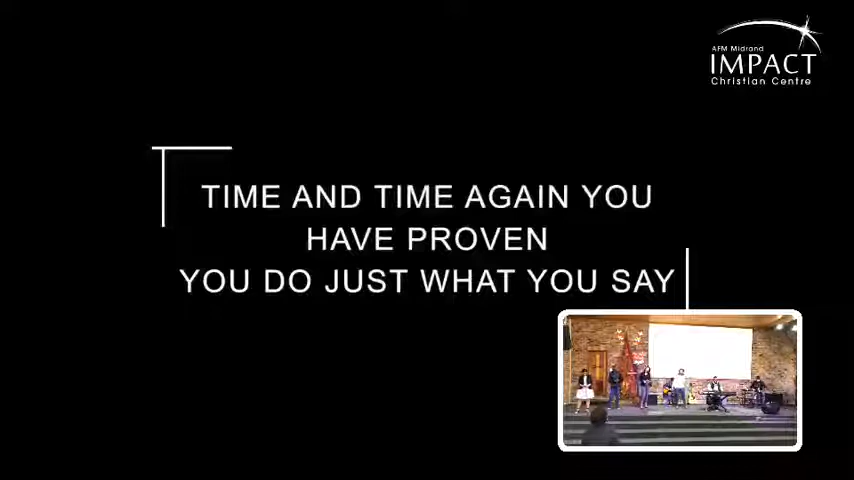 AFM Midrand
IMPACT
Christian Centre
TIME AND TIME AGAIN YOU
HAVE PROVEN
YOU DO JUST WHAT YOU SAY